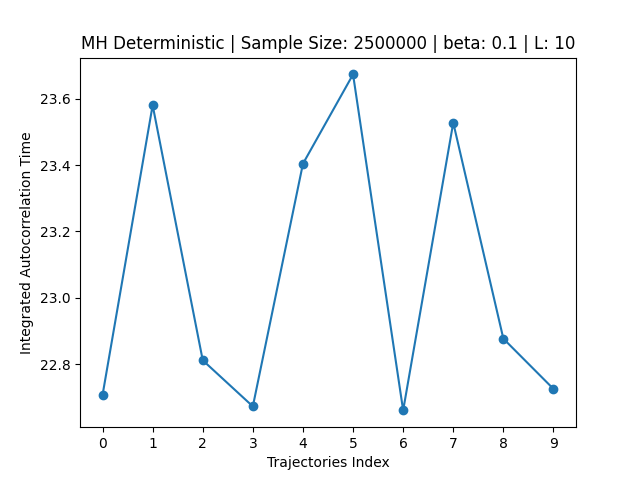 MH Deterministic | Sample Size: 2500000 | beta: 0.1 | L: 10
Integrated Autocorrelation Time
23.6
23.4
23.2
23.0
22.8
0 1 2 3 4 5 6 7 8 9
Trajectories Index